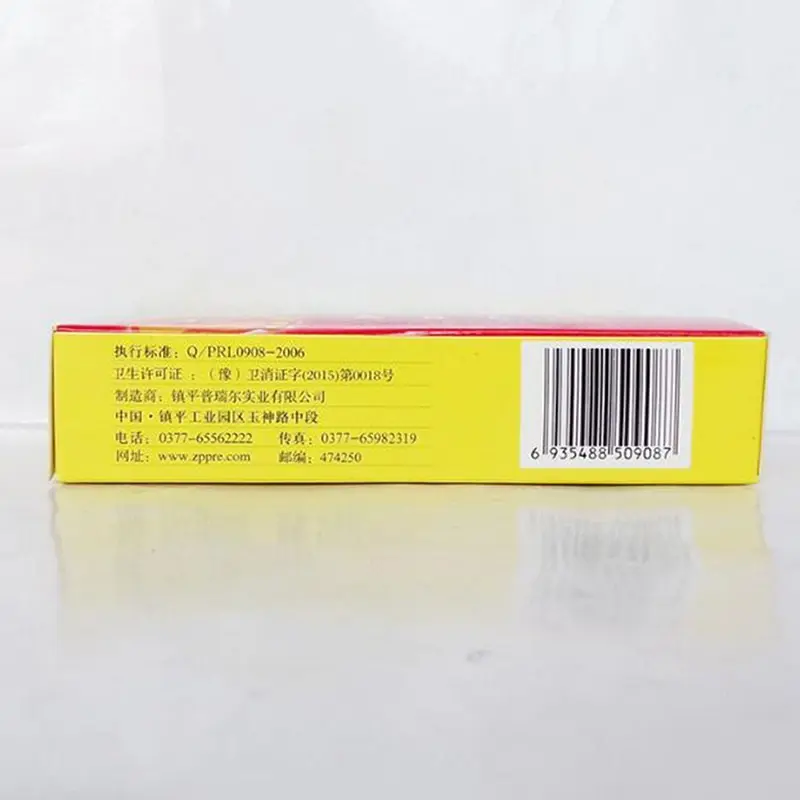 执行标准：Q/PRL0908-2006
卫生许可证：（豫）卫消证字(2015)第0018号
制造商：镇平普瑞尔实业有限公司
中国·镇平工业园区玉神路中段
电话：0377-65562222 传真：0377-65982319
网址：www.zppre.com 邮编：474250
6 935488 509087